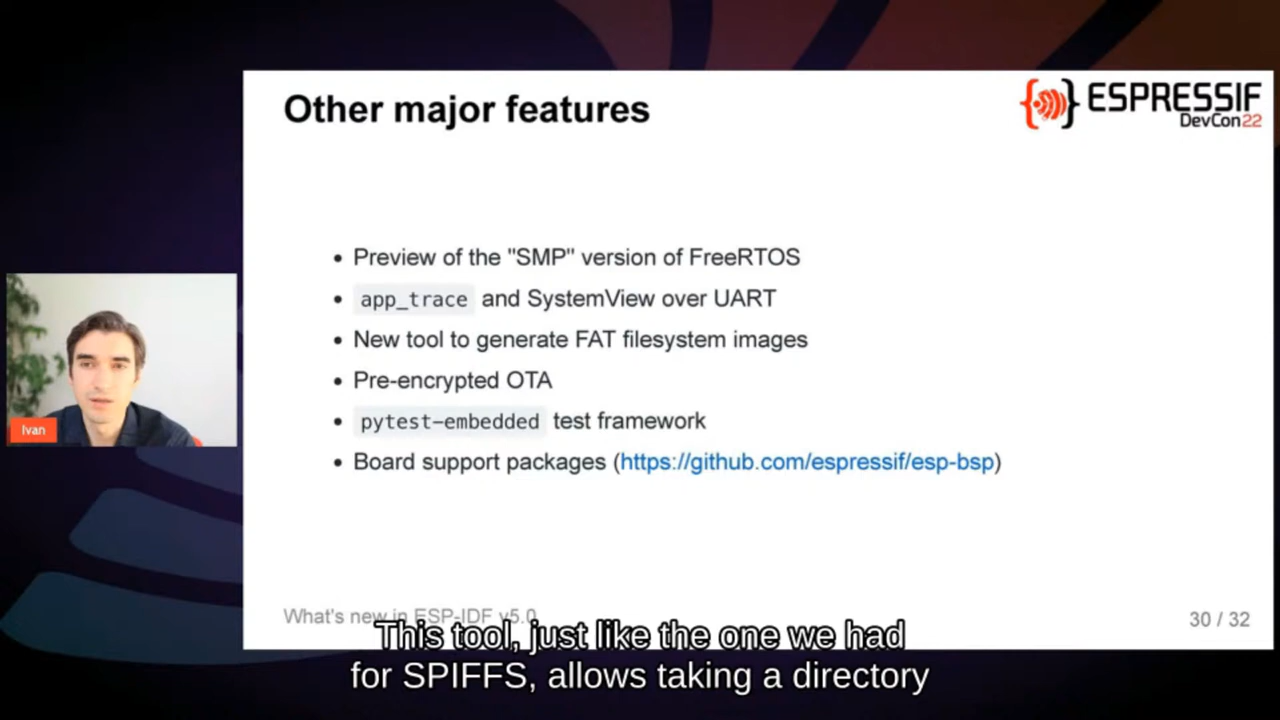 Other major features
ESPRESSIF
DevCon22
• Preview of the "SMP" version of FreeRTOS
• app_trace and SystemView over UART
• New tool to generate FAT filesystem images
• Pre-encrypted OTA
• pytest-embedded test framework
• Board support packages (https://github.com/espressif/esp-bsp)
Ivan
What's new in ESP-IDF v5.0
30 / 32
This tool, just like the one we had
for SPIFFS, allows taking a directory